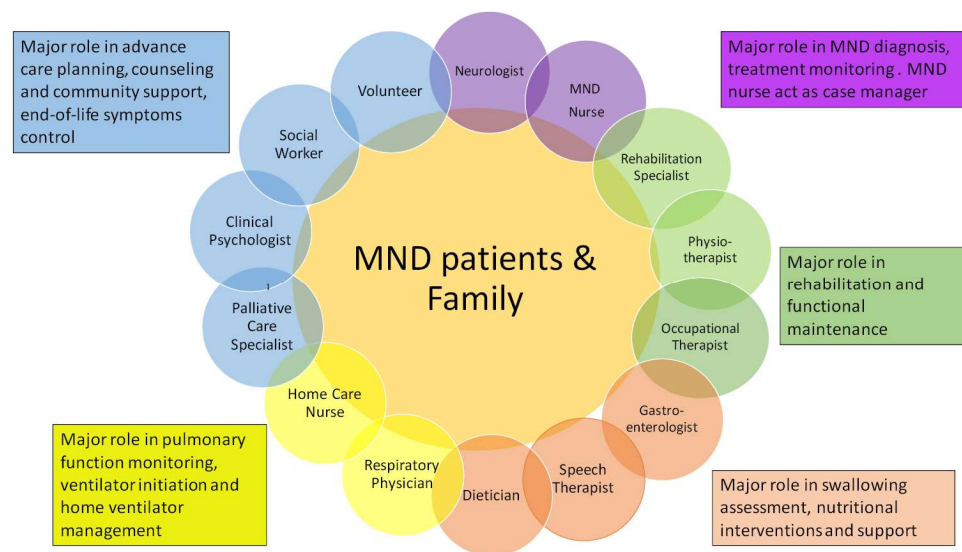 Major role in advance
care planning, counseling
and community support,
end-of-life symptoms
control
Major role in MND diagnosis,
treatment monitoring . MND
nurse act as case manager
Neurologist
MND
Nurse
Rehabilitation
Specialist
Physio-
therapist
Occupational
Therapist
Gastro-
enterologist
Speech
Therapist
Dietician
Respiratory
Physician
Home Care
Nurse
Palliative
Care
Specialist
Clinical
Psychologist
Social
Worker
Volunteer
MND patients &
Family
Major role in
rehabilitation and
functional
maintenance
Major role in pulmonary
function monitoring,
ventilator initiation and
home ventilator
management
Major role in swallowing
assessment, nutritional
interventions and support